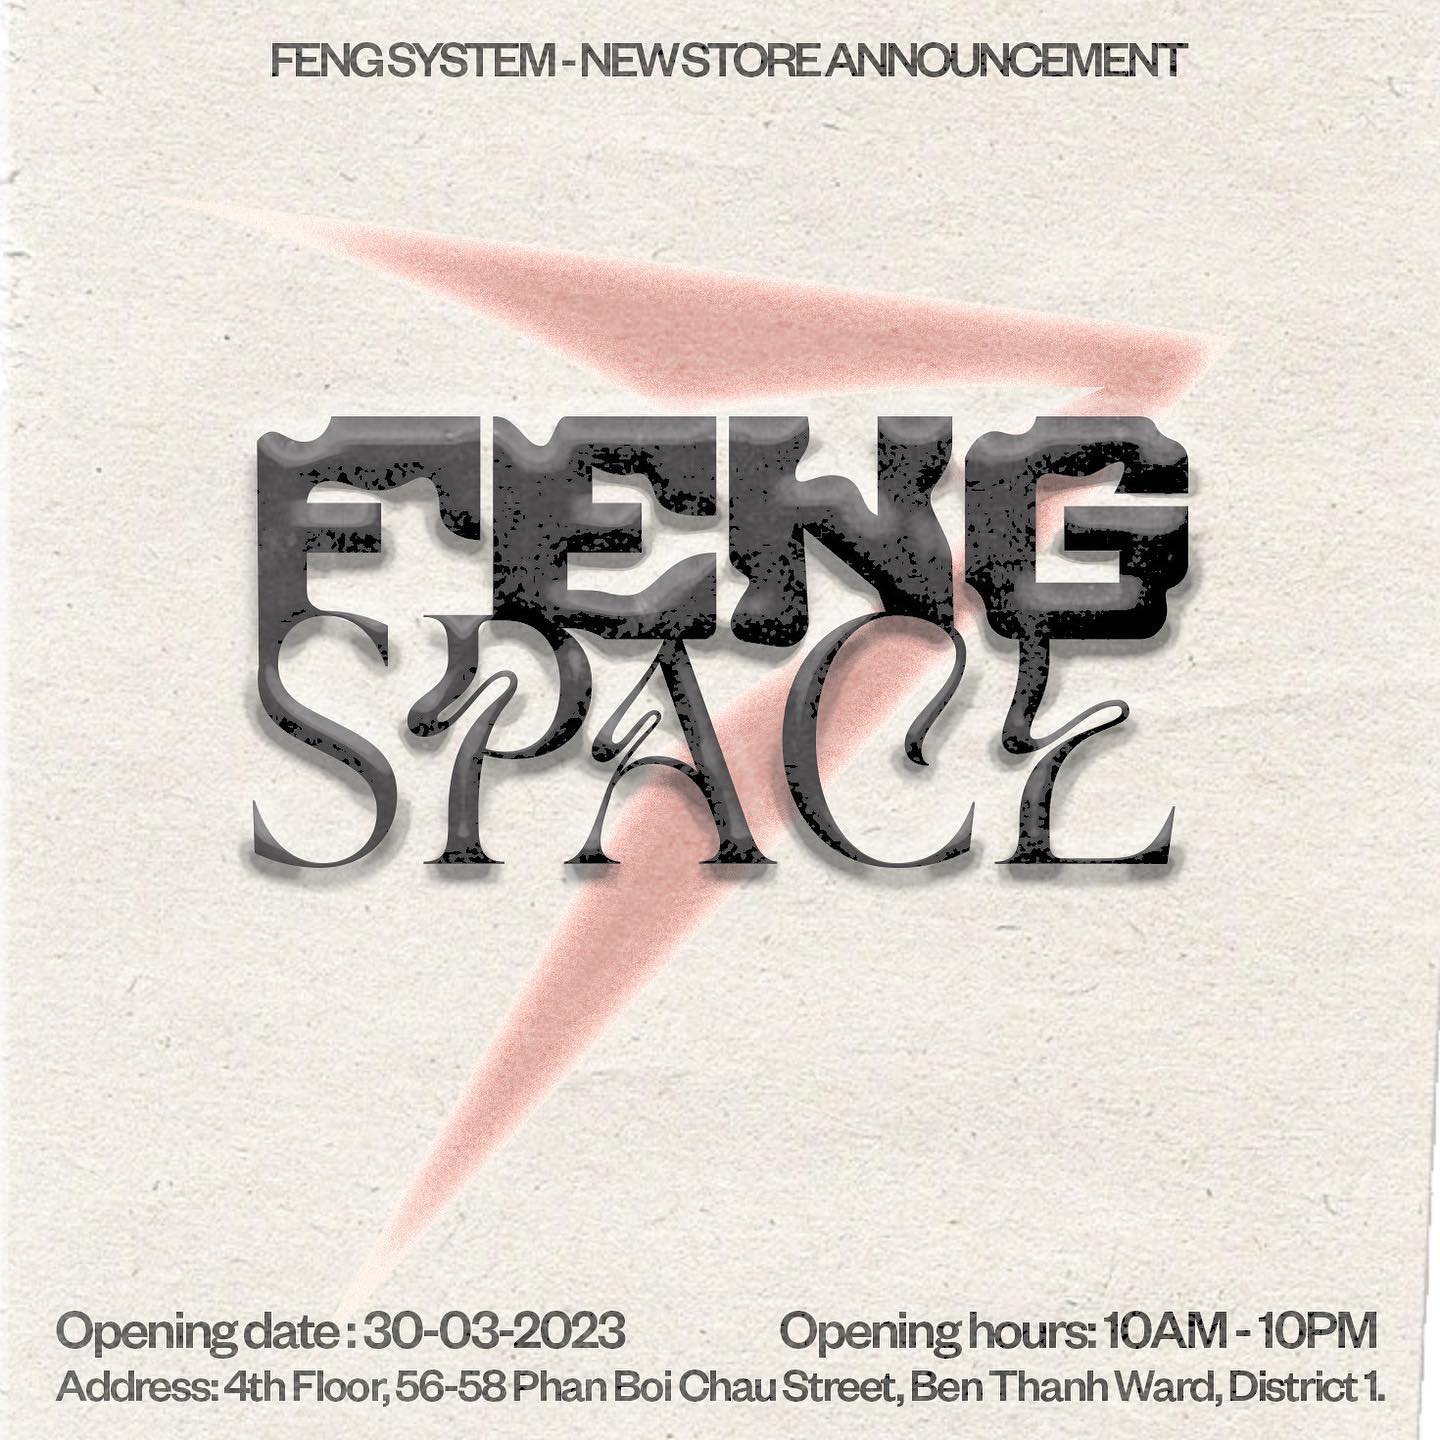 FENG SYSTEM - NEW STORE ANNOUNCEMENT
FENG
SPACE
Opening date : 30-03-2023
Opening hours: 10AM - 10PM
Address: 4th Floor, 56-58 Phan Boi Chau Street, Ben Thanh Ward, District 1.